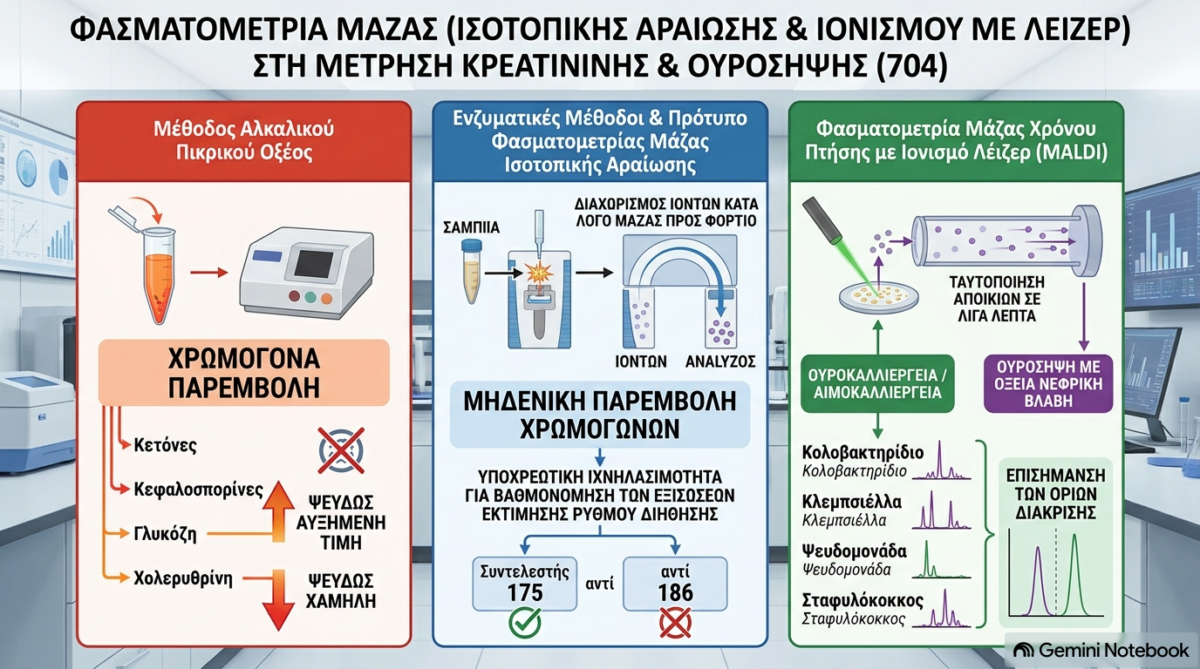 ΦΑΣΜΑΤΟΜΕΤΡΙΑ ΜΑΖΑΣ (ΙΣΟΤΟΠΙΚΗΣ ΑΡΑΙΩΣΗΣ & ΙΟΝΙΣΜΟΥ ΜΕ ΛΕΙΖΕΡ)
ΣΤΗ ΜΕΤΡΗΣΗ ΚΡΕΑΤΙΝΙΝΗΣ & ΟΥΡΟΣΗΨΗΣ (704)
Μέθοδος Αλκαλικού
Πικρικού Οξέος
ΧΡΩΜΟΓΟΝΑ
ΠΑΡΕΜΒΟΛΗ
Κετόνες
Κεφαλοσπορίνες
Γλυκόζη
Χολερυθρίνη
ΨΕΥΔΩΣ
ΑΥΞΗΜΕΝΗ
ΤΙΜΗ
ΨΕΥΔΩΣ
ΧΑΜΗΛΗ
Ενζυματικές Μέθοδοι & Πρότυπο
Φασματομετρίας Μάζας
Ισοτοπικής Αραίωσης
ΣΑΜΠΙΙΑ
ΔΙΑΧΩΡΙΣΜΟΣ ΙΟΝΤΩΝ ΚΑΤΑ
ΛΟΓΟ ΜΑΖΑΣ ΠΡΟΣ ΦΟΡΤΙΟ
ΙΟΝΤΩΝ
ΑΝΑLΥΖΟΣ
ΜΗΔΕΝΙΚΗ ΠΑΡΕΜΒΟΛΗ
ΧΡΩΜΟΓΩΝΩΝ
ΥΠΟΧΡΕΩΤΙΚΗ ΙΧΝΗΛΑΣΙΜΟΤΗΤΑ
ΓΙΑ ΒΑΘΜΟΝΟΜΗΣΗ ΤΩΝ ΕΞΙΣΩΣΕΩΝ
ΕΚΤΙΜΗΣΗΣ ΡΥΘΜΟΥ ΔΙΗΘΗΣΗΣ
Συντελεστής
175
αντί
αντί
186
Φασματομετρία Μάζας Χρόνου
Πτήσης με Ιονισμό Λέιζερ (MALDI)
ΤΑΥΤΟΠΟΙΗΣΗ
ΑΠΟΙΚΙΩΝ ΣΕ
ΛΙΓΑ ΛΕΠΤΑ
ΟΥΡΟΚΑΛΛΙΕΡΓΕΙΑ /
ΑΙΜΟΚΑΛΛΙΕΡΓΕΙΑ
ΟΥΡΟΣΗΨΗ ΜΕ
ΟΞΕΙΑ ΝΕΦΡΙΚΗ
ΒΛΑΒΗ
Κολοβακτηρίδιο
Κολοβακτηρίδιο
Κλεμπσιέλλα
Κλεμπσιέλλα
Ψευδομονάδα
Ψευδομονάδα
Σταφυλόκοκκος
Σταφυλόκοκκος
ΕΠΙΣΗΜΑΝΣΗ
ΤΩΝ ΟΡΙΩΝ
ΔΙΑΚΡΙΣΗΣ
Gemini Notebook